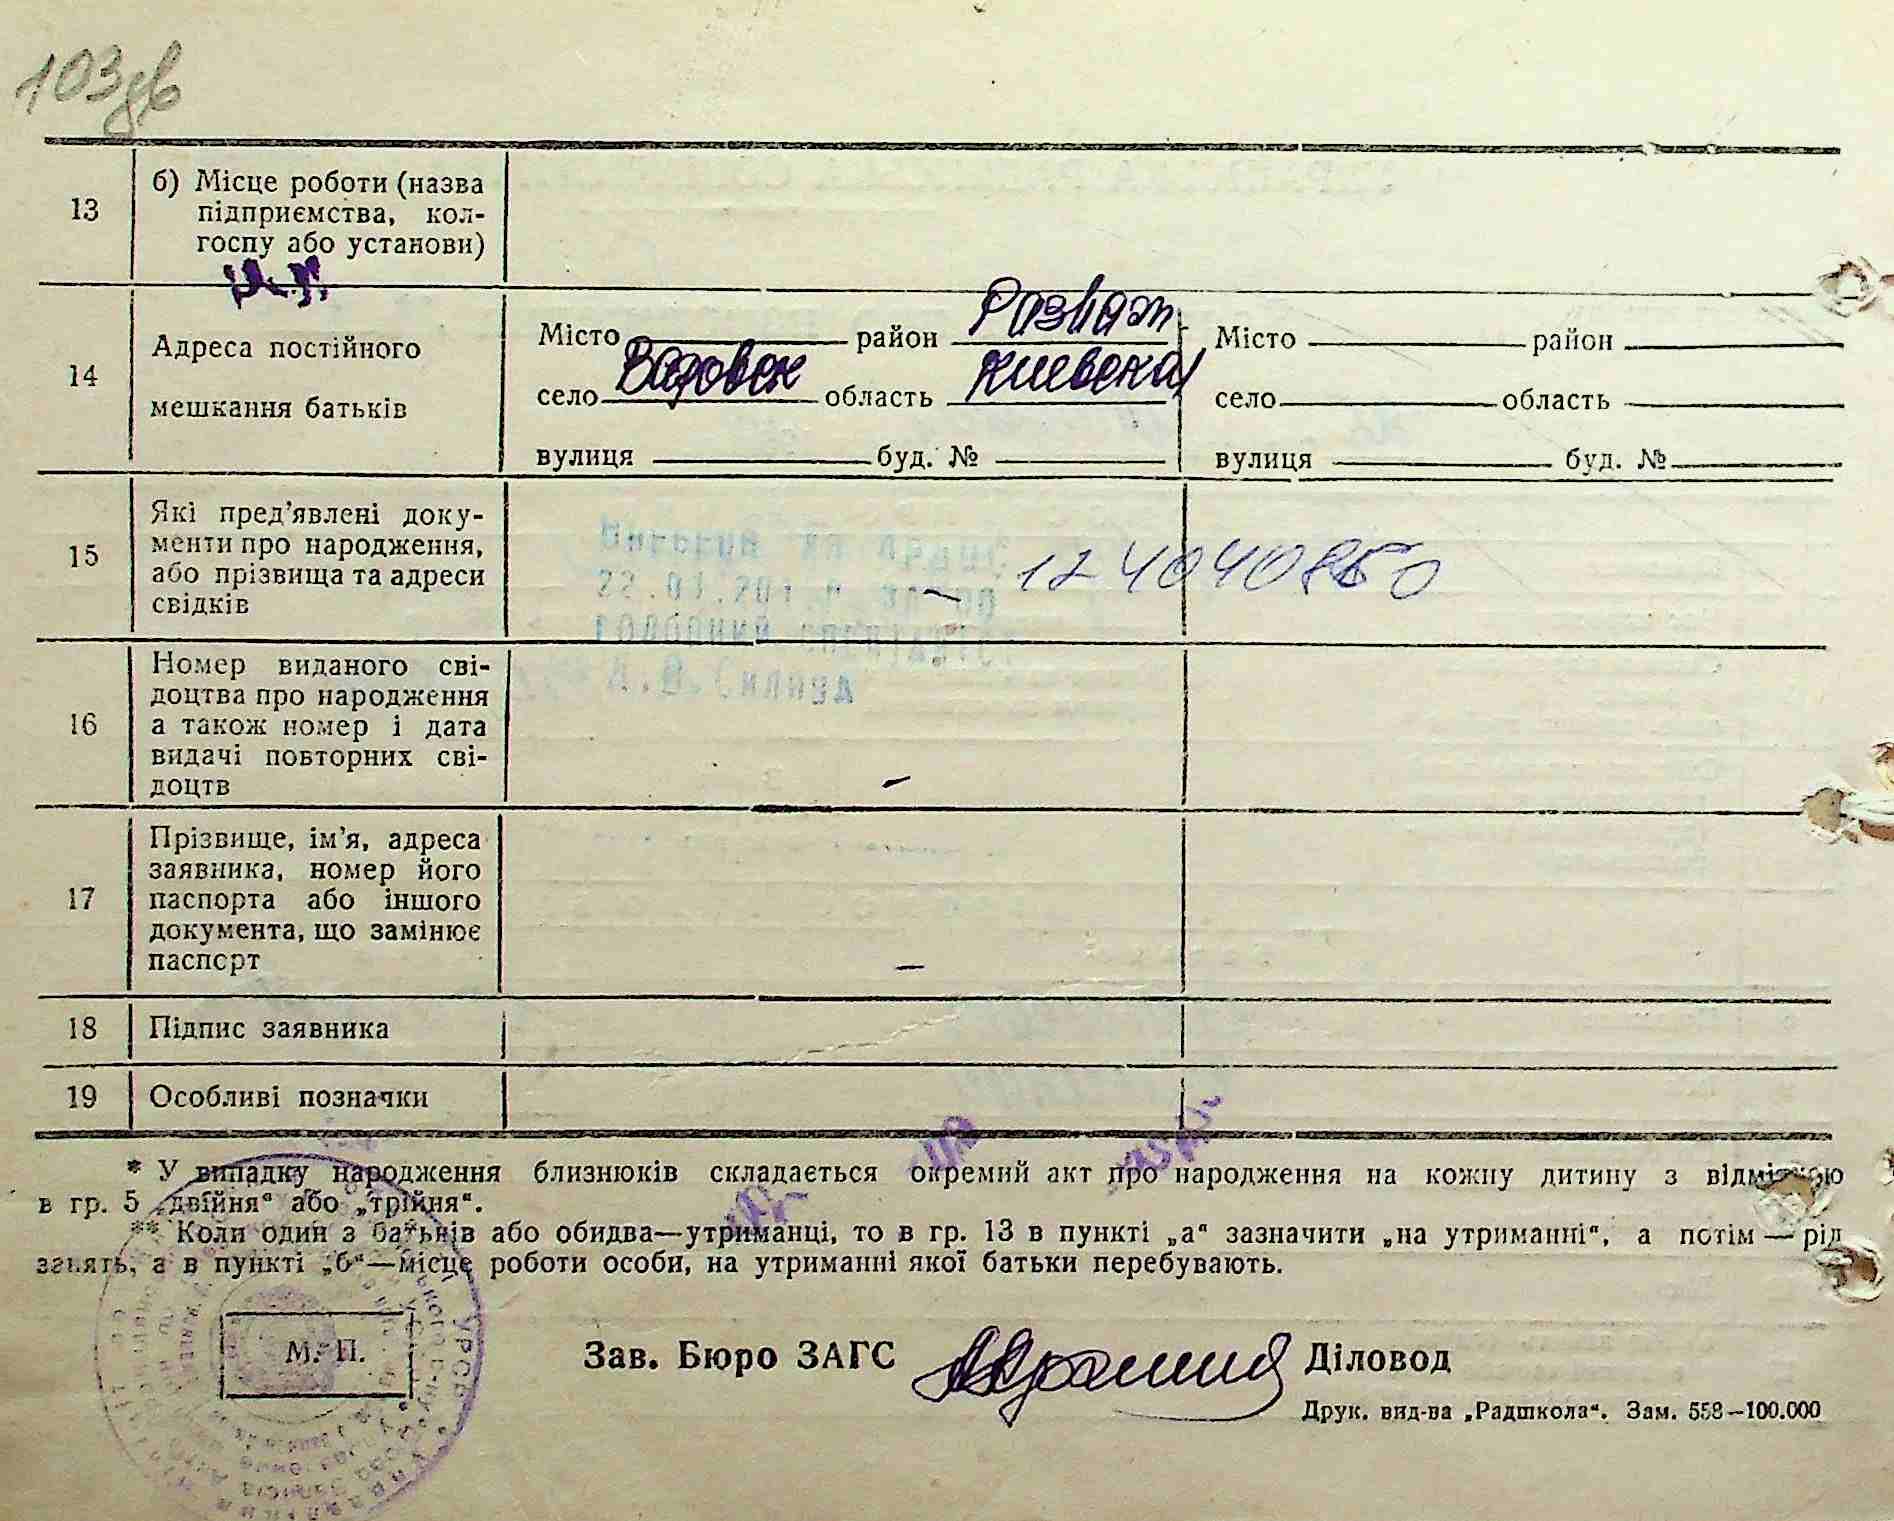 103зв
13 б) Місце роботи (назва
підприємства, кол-
госпу або установи)
14 Адреса постійного
мешкання батьків
Місто район Розваж Місто район
село область Киевска село область
вулиця буд. № вулиця буд. №
15 Які пред’явлені доку-
менти про народження,
або прізвища та адреси
свідків
16 Номер виданого сві-
доцтва про народження
а також номер і дата
видачі повторних сві-
доцтв
—
17 Прізвище, ім’я, адреса
заявника, номер його
паспорта або іншого
документа, що замінює
паспорт
—
18 Підпис заявника
19 Особливі позначки
* У випадку народження близнюків складається окремий акт про народження на кожну дитину з відміткою
в гр. 5 „двійня“ або „трійня“.
** Коли один з батьків або обидва—утриманці, то в гр. 13 в пункті „а“ зазначити „на утриманні“, а потім — рід
занять, а в пункті „б“—місце роботи особи, на утриманні якої батьки перебувають.
М. П.
Зав. Бюро ЗАГС Діловод
Друк. вид-ва „Радшкола“. Зам. 558—100.000